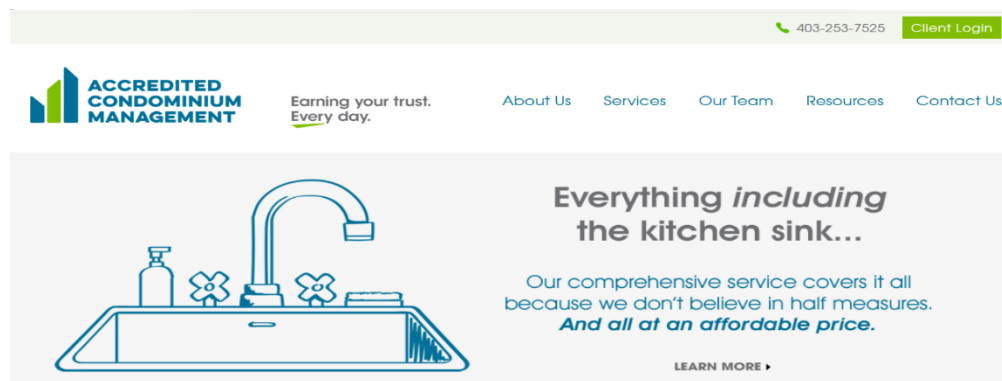 403-253-7525
Client Login
ACCREDITED
CONDOMINIUM
MANAGEMENT
Earning your trust.
Every day.
About Us
Services
Our Team
Resources
Contact Us
Everything including
the kitchen sink...
Our comprehensive service covers it all
because we don't believe in half measures.
And all at an affordable price.
LEARN MORE